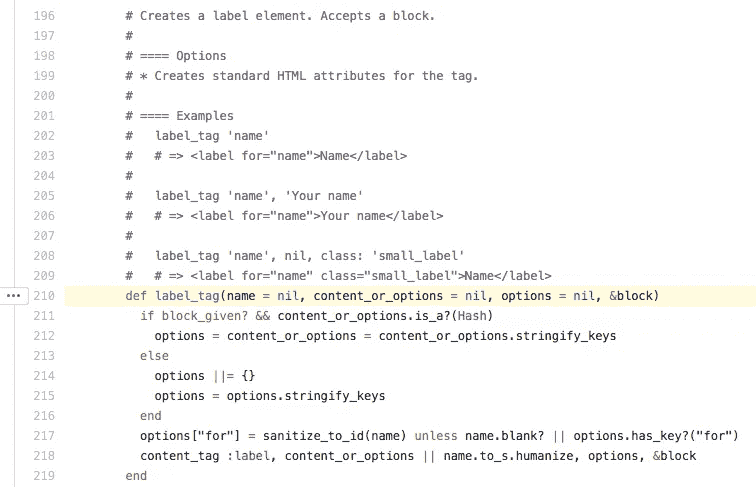 196 # Creates a label element. Accepts a block.
197 #
198 # ==== Options
199 # * Creates standard HTML attributes for the tag.
200 #
201 # ==== Examples
202 #   label_tag 'name'
203 #   # => <label for="name">Name</label>
204 #
205 #   label_tag 'name', 'Your name'
206 #   # => <label for="name">Your name</label>
207 #
208 #   label_tag 'name', nil, class: 'small_label'
209 #   # => <label for="name" class="small_label">Name</label>
210 def label_tag(name = nil, content_or_options = nil, options = nil, &block)
211   if block_given? && content_or_options.is_a?(Hash)
212     options = content_or_options = content_or_options.stringify_keys
213   else
214     options ||= {}
215     options = options.stringify_keys
216   end
217   options["for"] = sanitize_to_id(name) unless name.blank? || options.has_key?("for")
218   content_tag :label, content_or_options || name.to_s.humanize, options, &block
219 end